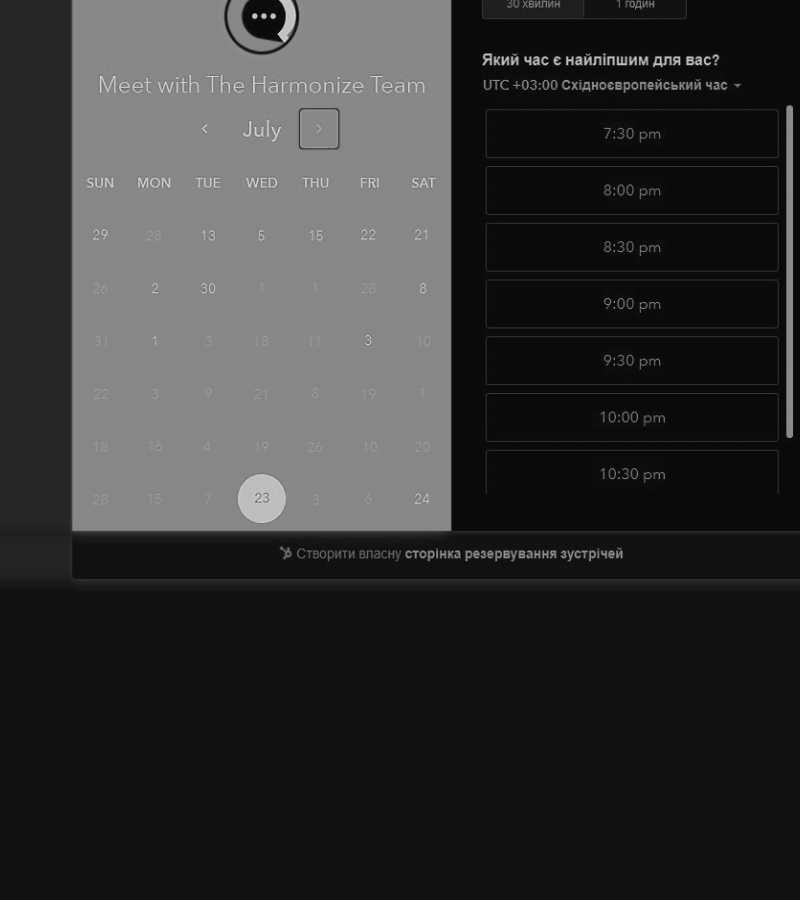 30 хвилин 1 годин
Meet with The Harmonize Team
July
SUN MON TUE WED THU FRI SAT
29 28 13 5 15 22 21
26 2 30 1 1 28 8
31 1 3 18 11 3 10
22 3 9 21 8 19 1
18 16 4 19 26 10 20
28 15 7 23 3 6 24
Який час є найліпшим для вас?
UTC +03:00 Східноєвропейський час
7:30 pm
8:00 pm
8:30 pm
9:00 pm
9:30 pm
10:00 pm
10:30 pm
Створити власну сторінка резервування зустрічей